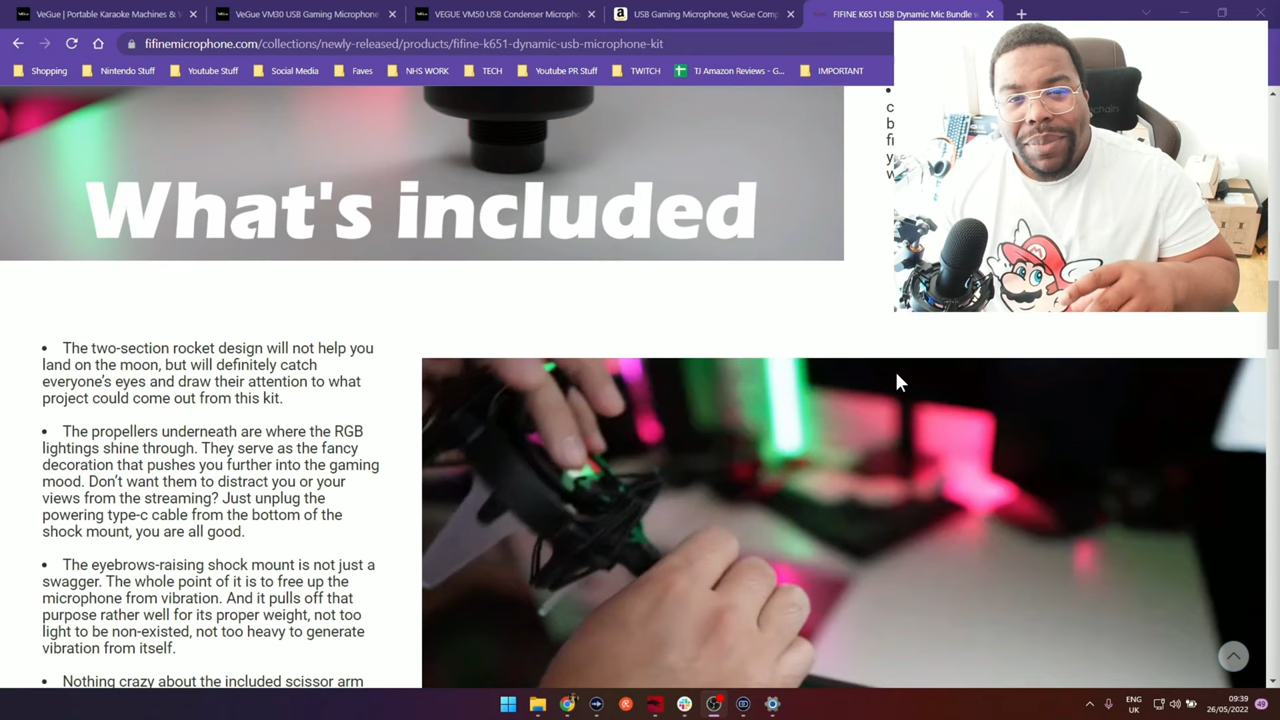 VeGue | Portable Karaoke Machines &
VeGue VM30 USB Gaming Microphone
VEGUE VM50 USB Condenser Microph
USB Gaming Microphone, VeGue Comp
FIFINE K651 USB Dynamic Mic Bundle
fifinemicrophone.com/collections/newly-released/products/fifine-k651-dynamic-usb-microphone-kit
Shopping
Nintendo Stuff
Youtube Stuff
Social Media
Faves
NHS WORK
TECH
Youtube PR Stuff
TWITCH
TJ Amazon Reviews - G...
IMPORTANT
What's included
• The two-section rocket design will not help you
land on the moon, but will definitely catch
everyone's eyes and draw their attention to what
project could come out from this kit.
• The propellers underneath are where the RGB
lightings shine through. They serve as the fancy
decoration that pushes you further into the gaming
mood. Don't want them to distract you or your
views from the streaming? Just unplug the
powering type-c cable from the bottom of the
shock mount, you are all good.
• The eyebrows-raising shock mount is not just a
swagger. The whole point of it is to free up the
microphone from vibration. And it pulls off that
purpose rather well for its proper weight, not too
light to be non-existed, not too heavy to generate
vibration from itself.
• Nothing crazy about the included scissor arm
ENG
UK
09:39
26/05/2022
49